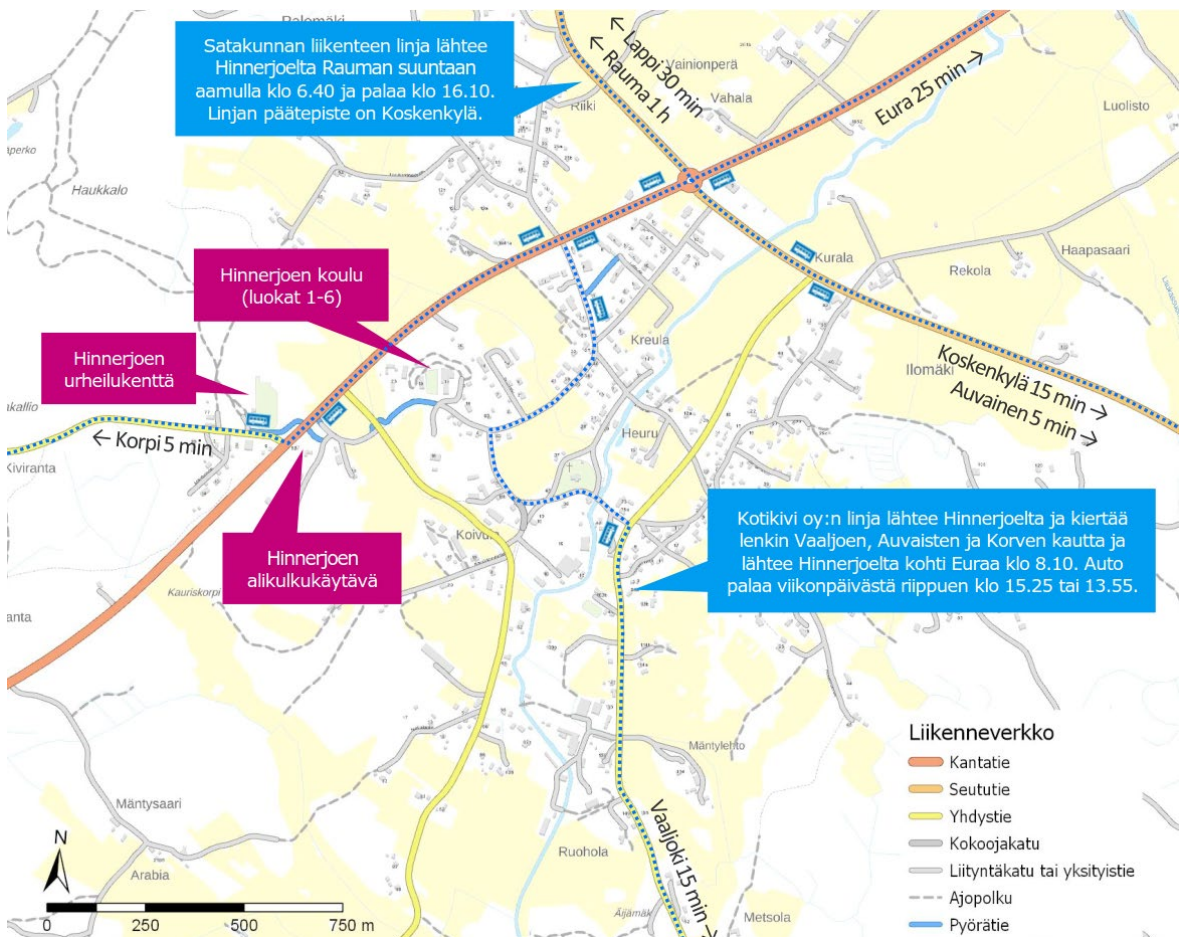 Palomäki
Satakunnan liikenteen linja lähtee
Hinnerjoelta Rauman suuntaan
aamulla klo 6.40 ja palaa klo 16.10.
Linjan päätepiste on Koskenkylä.
← Lappi 30 min
← Rauma 1 h
Vainionperä
Vahala
Riiki
Eura 25 min →
Luolisto
Haukkalo
Hinnerjoen koulu
(luokat 1-6)
Kurala
Rekola
Haapasaari
Hinnerjoen
urheilukenttä
Kreula
Ilomäki
Koskenkylä 15 min →
Auvainen 5 min →
← Korpi 5 min
Kiviranta
Heuru
Hinnerjoen
alikulkukäytävä
Koivula
Kotikivi oy:n linja lähtee Hinnerjoelta ja kiertää
lenkin Vaaljoen, Auvaisten ja Korven kautta ja
lähtee Hinnerjoelta kohti Euraa klo 8.10. Auto
palaa viikonpäivästä riippuen klo 15.25 tai 13.55.
Kauriskorpi
Mäntylehto
Mäntysaari
Arabia
Ruohola
Vaaljoki 15 min →
Metsola
N
0 250 500 750 m
Liikenneverkko
Kantatie
Seututie
Yhdystie
Kokoojakatu
Liityntäkatu tai yksityistie
Ajopolku
Pyörätie